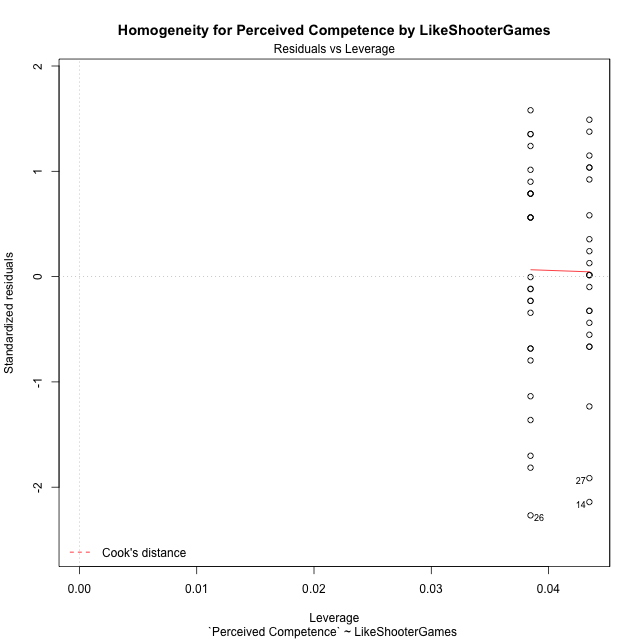 Homogeneity for Perceived Competence by LikeShooterGames
Residuals vs Leverage
2
1
0
-1
-2
Standardized residuals
27
14
26
Cook's distance
0.00 0.01 0.02 0.03 0.04
Leverage
`Perceived Competence` ~ LikeShooterGames